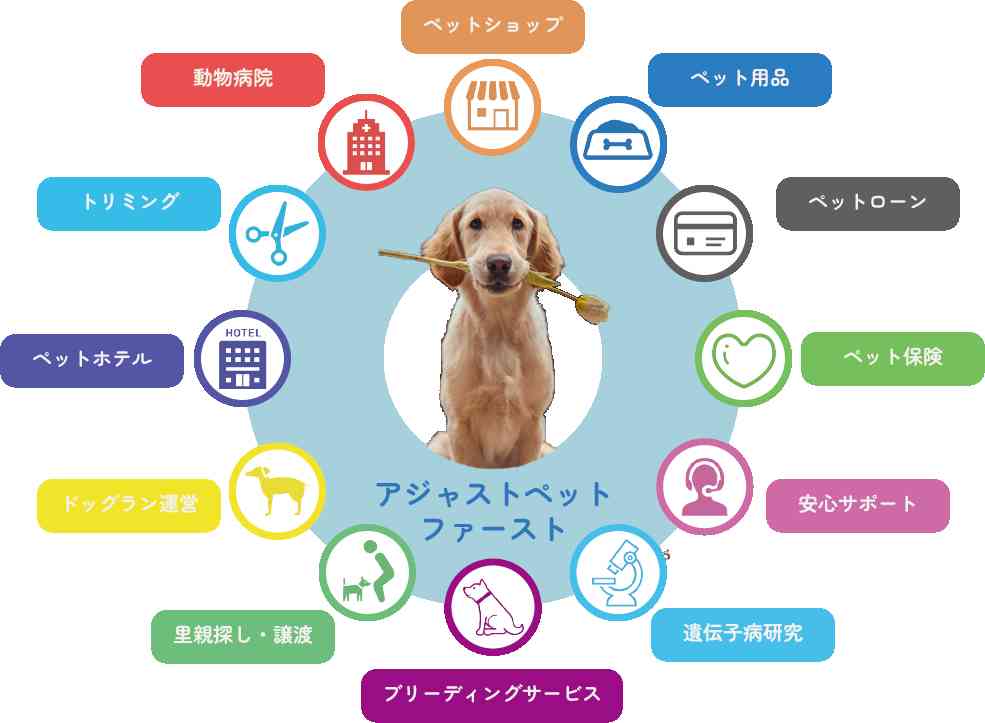 ペットショップ
動物病院
ペット用品
トリミング
ペットローン
HOTEL
ペットホテル
ペット保険
ドッグラン運営
安心サポート
アジャストペット
ファースト
里親探し・譲渡
遺伝子病研究
ブリーディングサービス